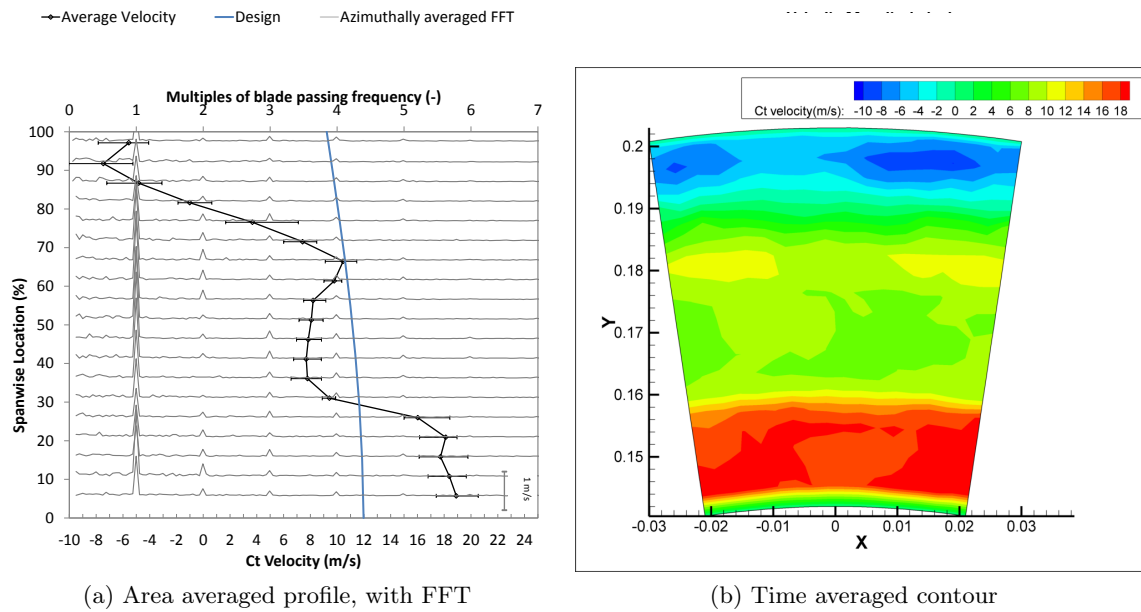 Average Velocity Design Azimuthally averaged FFT
Multiples of blade passing frequency (-)
0 1 2 3 4 5 6 7
100
90
80
70
60
50
40
30
20
10
0
Spanwise Location (%)
1 m/s
-10 -8 -6 -4 -2 0 2 4 6 8 10 12 14 16 18 20 22 24
Ct Velocity (m/s)
(a) Area averaged profile, with FFT
Ct velocity(m/s): -10 -8 -6 -4 -2 0 2 4 6 8 10 12 14 16 18
0.2
0.19
0.18
0.17
0.16
0.15
Y
-0.03 -0.02 -0.01 0 0.01 0.02 0.03
X
(b) Time averaged contour